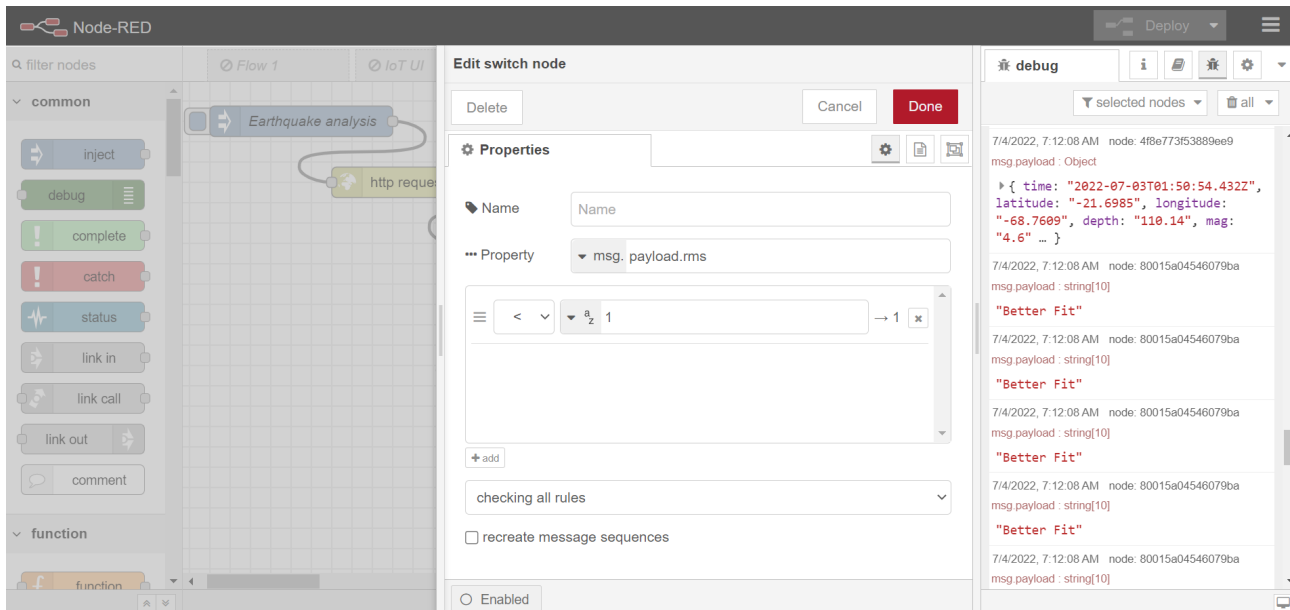 Node-RED
Deploy
filter nodes
common
inject
debug
complete
catch
status
link in
link call
link out
comment
function
function
Flow 1
IoT UI
Earthquake analysis
http reque
Edit switch node
Delete
Cancel
Done
Properties
Name
Name
Property
msg. payload.rms
< a z 1 → 1
add
checking all rules
recreate message sequences
Enabled
debug
i
selected nodes
all
7/4/2022, 7:12:08 AM node: 4f8e773f53889ee9
msg.payload : Object
{ time: "2022-07-03T01:50:54.432Z",
latitude: "-21.6985", longitude:
"-68.7609", depth: "110.14", mag:
"4.6" … }
7/4/2022, 7:12:08 AM node: 80015a04546079ba
msg.payload : string[10]
"Better Fit"
7/4/2022, 7:12:08 AM node: 80015a04546079ba
msg.payload : string[10]
"Better Fit"
7/4/2022, 7:12:08 AM node: 80015a04546079ba
msg.payload : string[10]
"Better Fit"
7/4/2022, 7:12:08 AM node: 80015a04546079ba
msg.payload : string[10]
"Better Fit"
7/4/2022, 7:12:08 AM node: 80015a04546079ba
msg.payload : string[10]